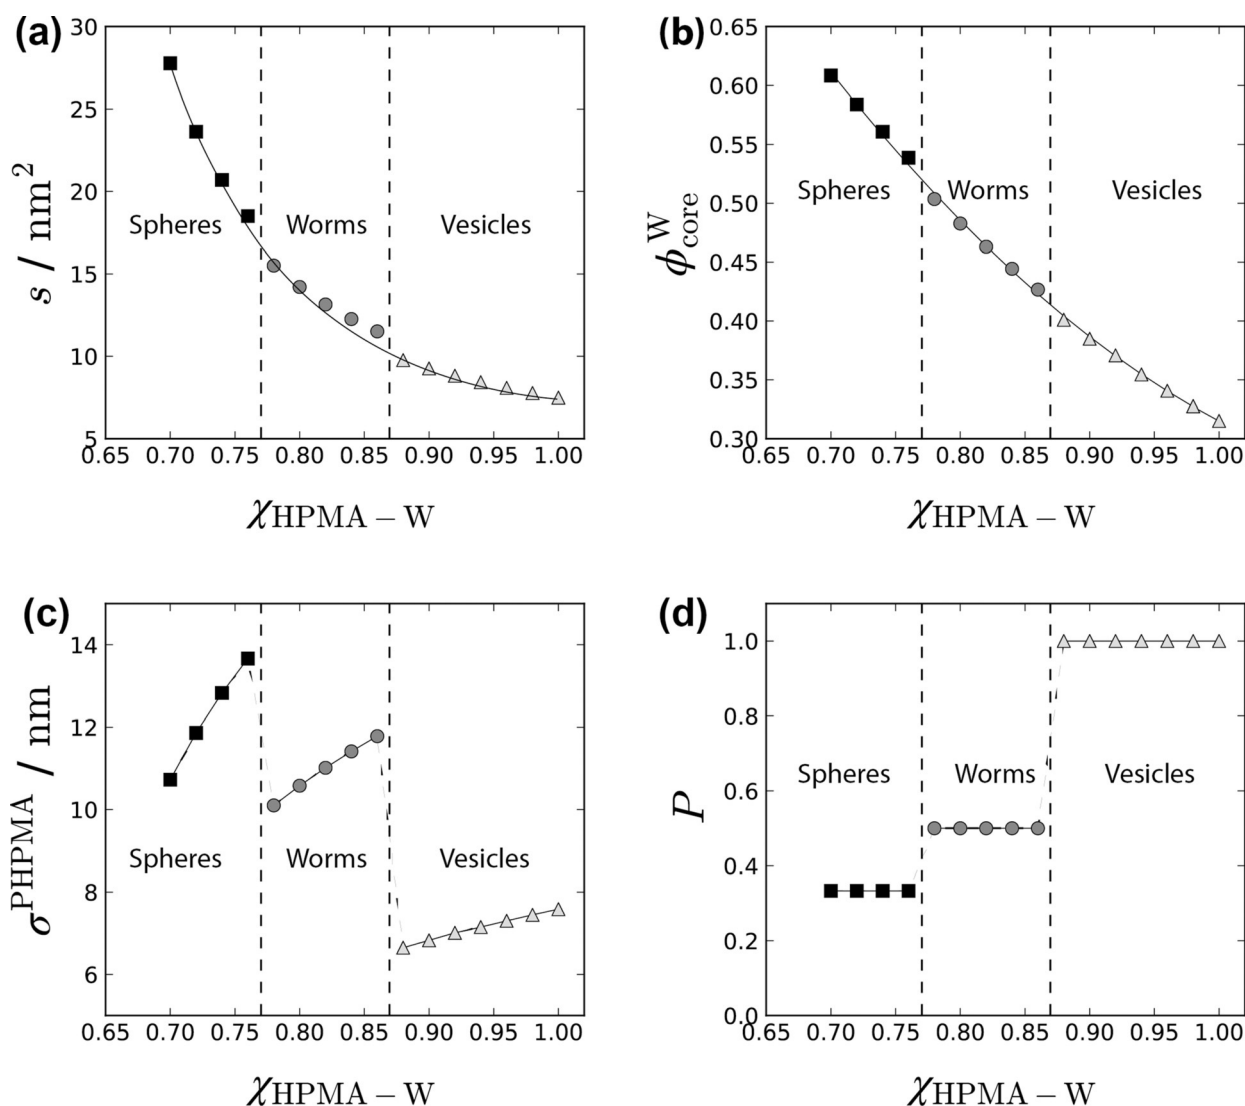 (a)
30
25
20
15
10
5
s / nm²
Spheres Worms Vesicles
0.65 0.70 0.75 0.80 0.85 0.90 0.95 1.00
χHPMA – W
(b)
0.65
0.60
0.55
0.50
0.45
0.40
0.35
0.30
ϕ^W_core
Spheres Worms Vesicles
0.65 0.70 0.75 0.80 0.85 0.90 0.95 1.00
χHPMA – W
(c)
14
12
10
8
6
σ^PHPMA / nm
Spheres Worms Vesicles
0.65 0.70 0.75 0.80 0.85 0.90 0.95 1.00
χHPMA – W
(d)
1.0
0.8
0.6
0.4
0.2
0.0
P
Spheres Worms Vesicles
0.65 0.70 0.75 0.80 0.85 0.90 0.95 1.00
χHPMA – W